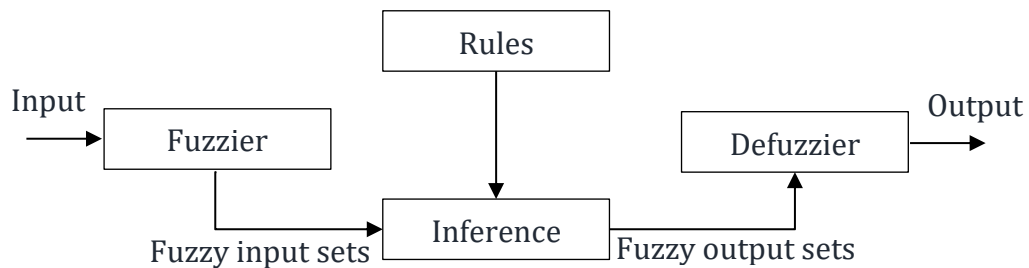 Rules
Input
Fuzzier
Output
Defuzzier
Inference
Fuzzy input sets
Fuzzy output sets